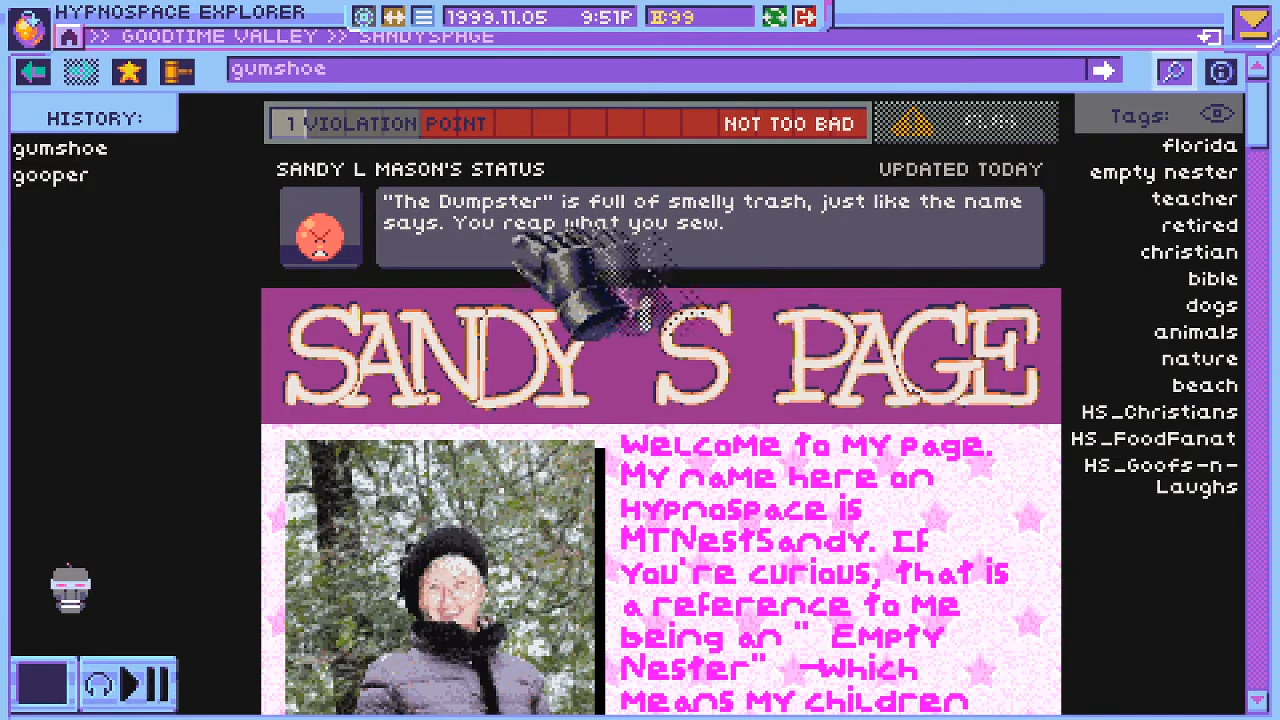 HYPNOSPACE EXPLORER
1999.11.05 9:51P
:99
>> GOODTIME VALLEY >> SANDYSPAGE
gumshoe
HISTORY:
gumshoe
gooper
1 VIOLATION POINT
NOT TOO BAD
FLAG
Tags:
florida
empty nester
teacher
retired
christian
bible
dogs
animals
nature
beach
HS_Christians
HS_FoodFanat
HS_Goofs-n-
Laughs
SANDY L MASON'S STATUS
UPDATED TODAY
"The Dumpster" is full of smelly trash, just like the name
says. You reap what you sew.
SANDY'S PAGE
Welcome to my page.
My name here on
Hypnospace is
MTNestSandy. If
you're curious, that is
a reference to me
being an " Empty
Nester" -which
means my children